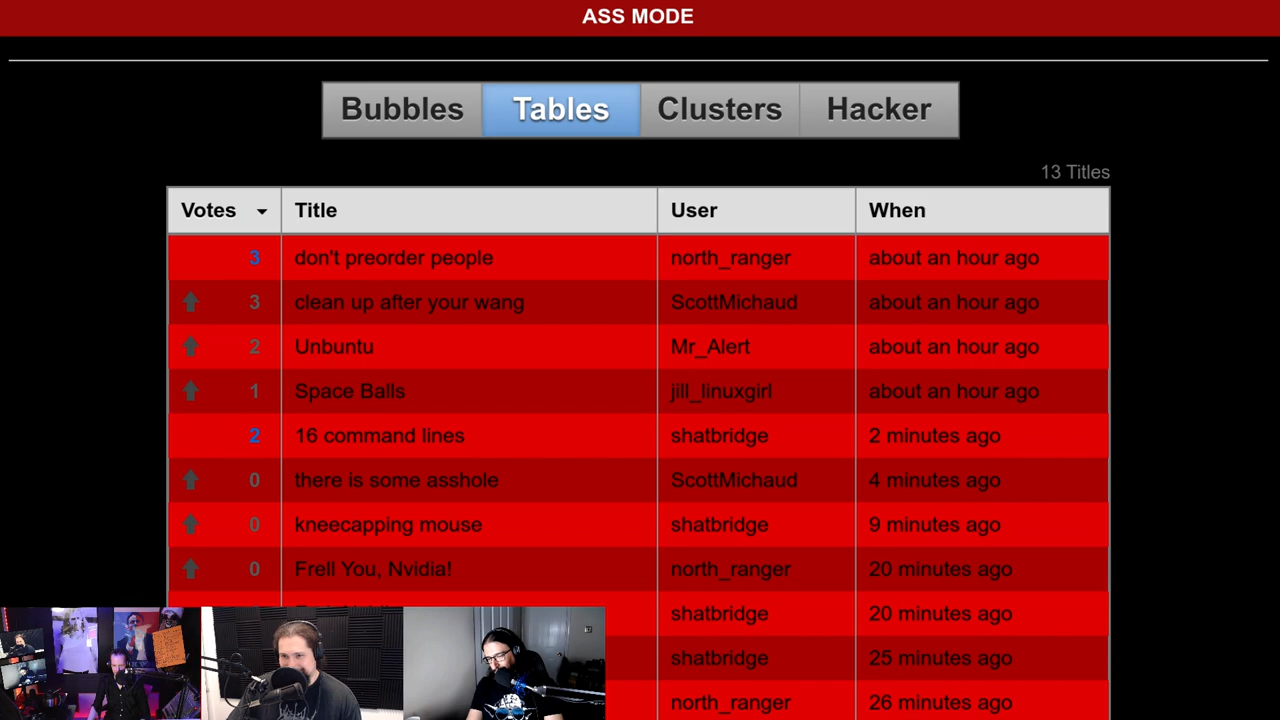 ASS MODE
Bubbles Tables Clusters Hacker
13 Titles
Votes Title User When
3 don't preorder people north_ranger about an hour ago
3 clean up after your wang ScottMichaud about an hour ago
2 Unbuntu Mr_Alert about an hour ago
1 Space Balls jill_linuxgirl about an hour ago
2 16 command lines shatbridge 2 minutes ago
0 there is some asshole ScottMichaud 4 minutes ago
0 kneecapping mouse shatbridge 9 minutes ago
0 Frell You, Nvidia! north_ranger 20 minutes ago
shatbridge 20 minutes ago
shatbridge 25 minutes ago
north_ranger 26 minutes ago